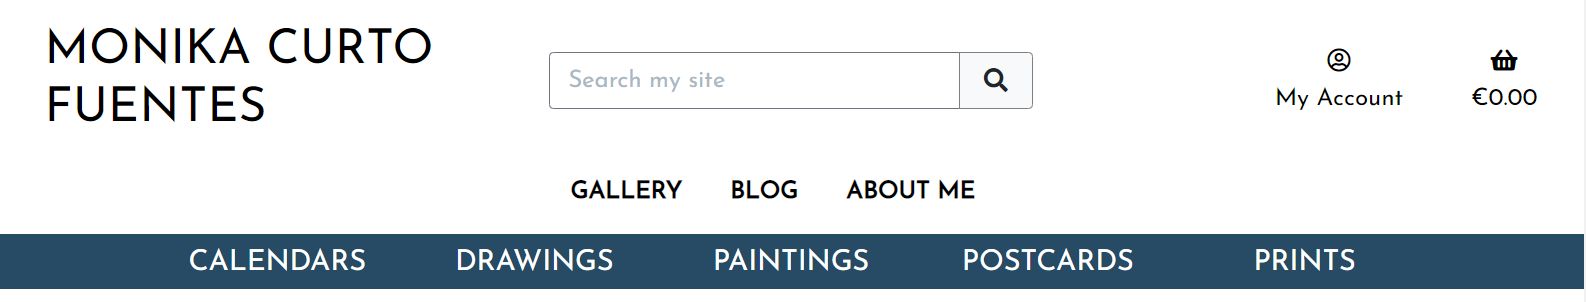 MONIKA CURTO
FUENTES
Search my site
My Account
€0.00
GALLERY BLOG ABOUT ME
CALENDARS DRAWINGS PAINTINGS POSTCARDS PRINTS